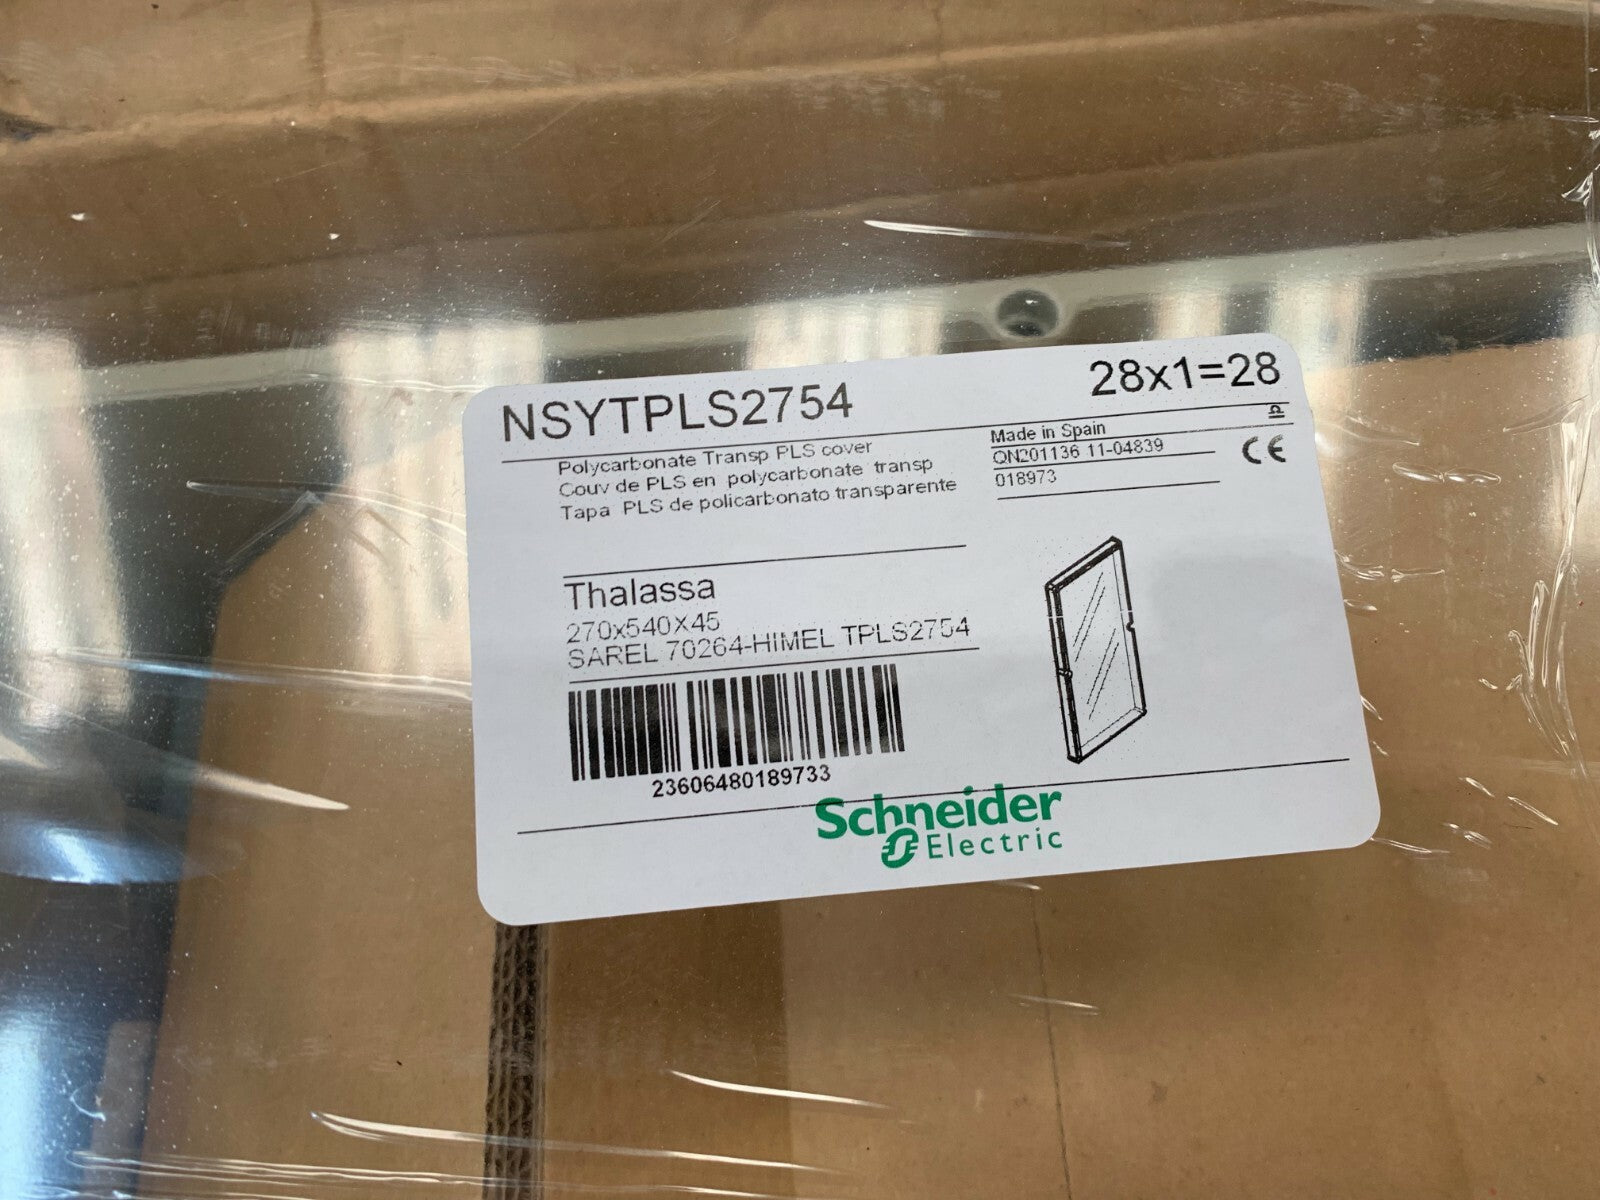 NSYTPLS2754
28x1=28
Polycarbonate Transp PLS cover
Couv de PLS en polycarbonate transp
Tapa PLS de policarbonato transparente
Made in Spain
QN201136 11-04839
018973
CE
Thalassa
270x540x45
SAREL 70264-HIMEL TPLS2754
23606480189733
Schneider
Electric